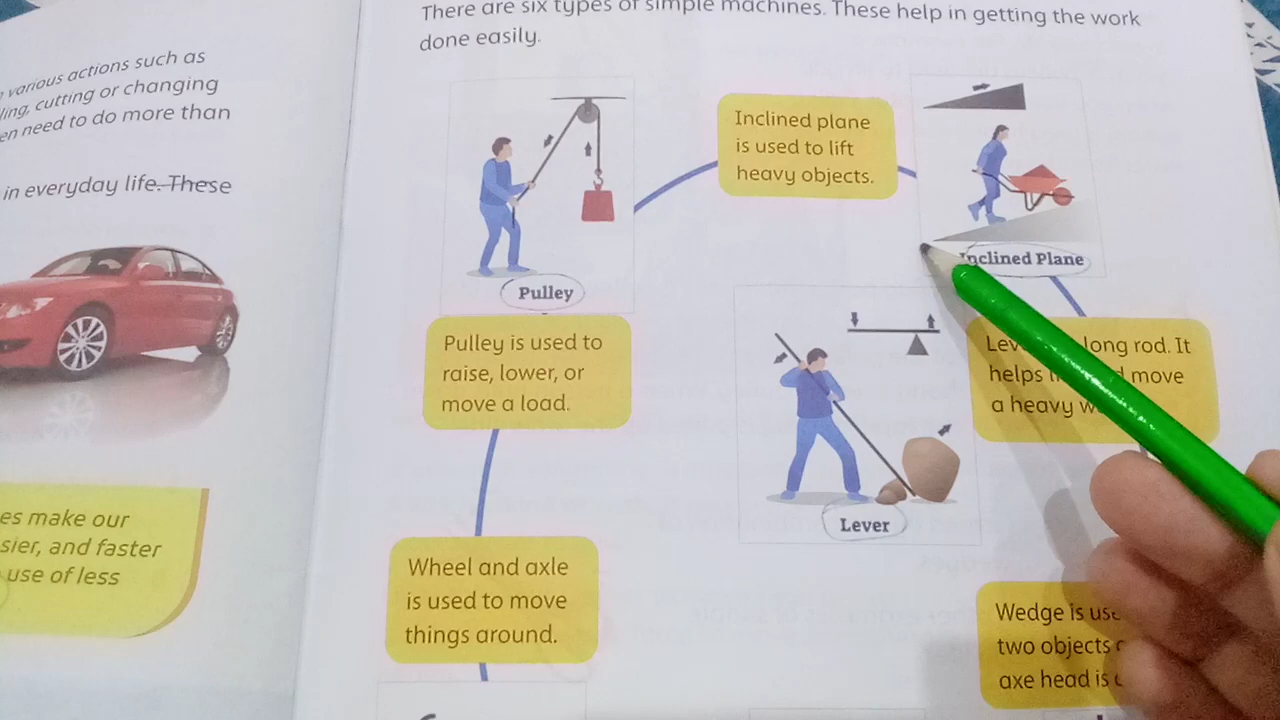 various actions such as
ling, cutting or changing
en need to do more than
in everyday life. These
es make our
sier, and faster
use of less
There are six types of simple machines. These help in getting the work
done easily.
Inclined plane
is used to lift
heavy objects.
Pulley
Inclined Plane
Pulley is used to
raise, lower, or
move a load.
long rod. It
helps move
a heavy
Lever
Wheel and axle
is used to move
things around.
Wedge is
two objects
axe head is